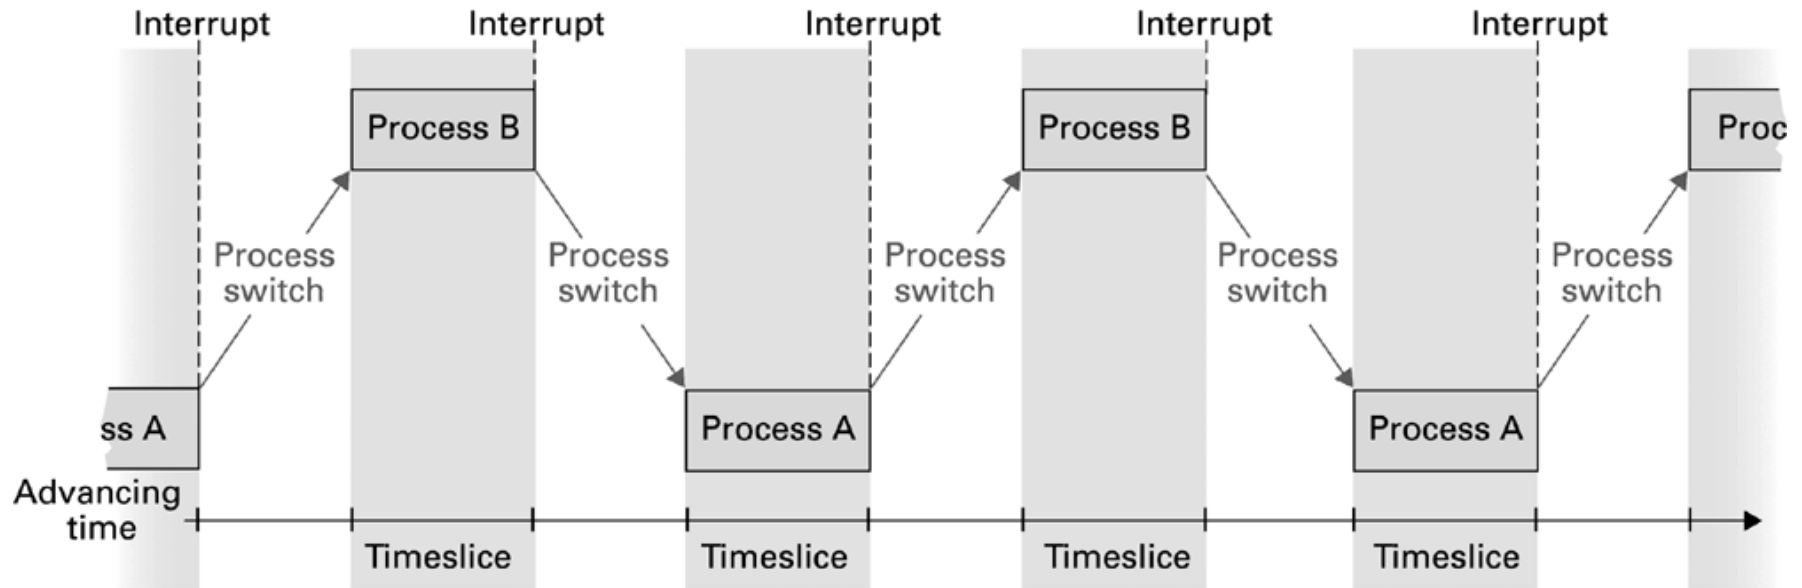 Interrupt Interrupt Interrupt Interrupt Interrupt
Process B Process B Proc
Process Process Process Process Process
switch switch switch switch switch
ss A Process A Process A
Advancing
time
Timeslice Timeslice Timeslice Timeslice